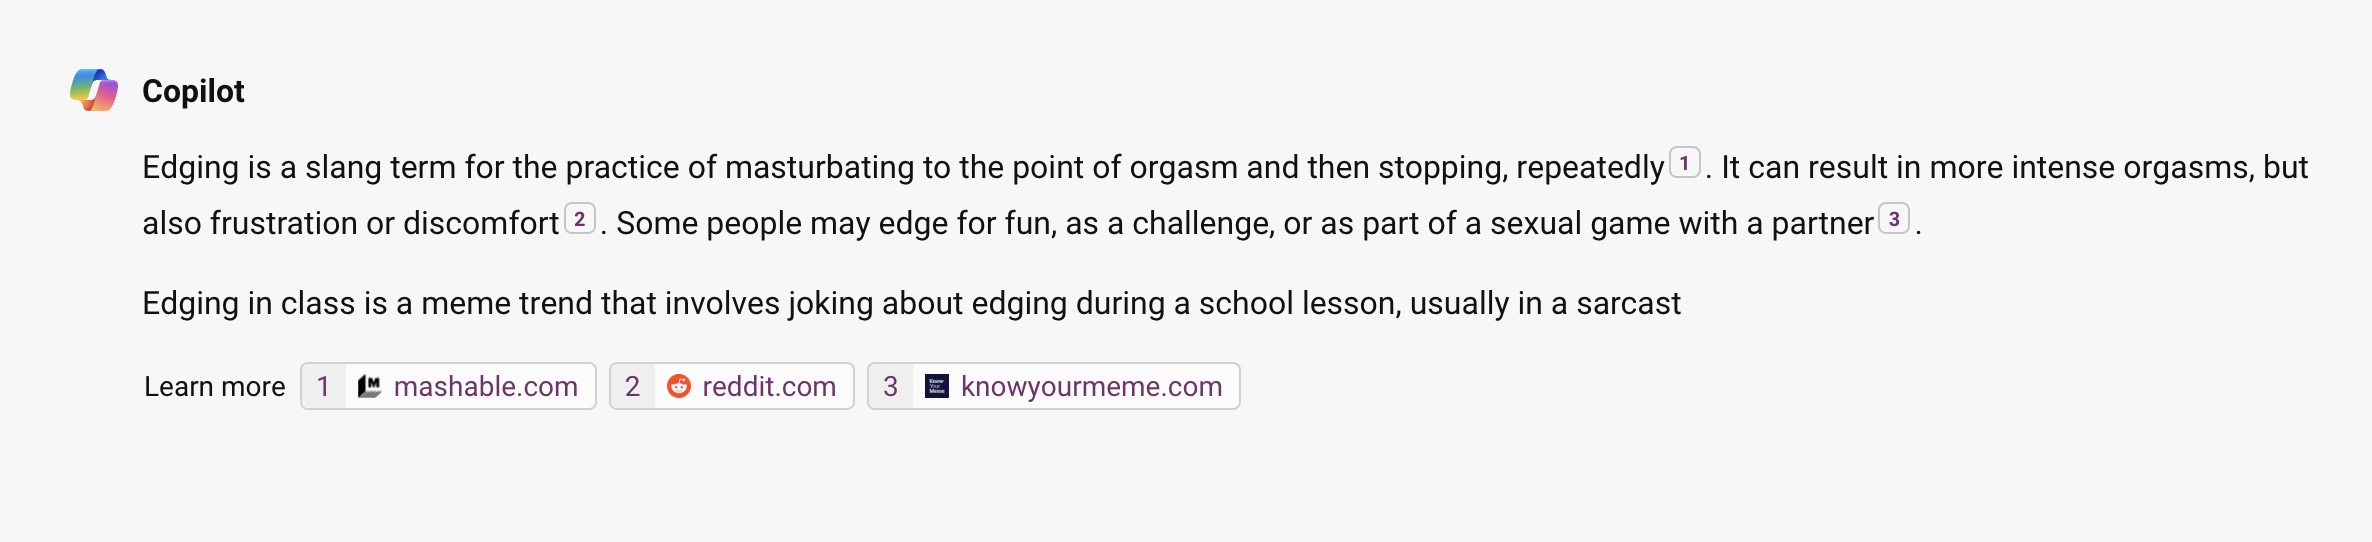 Copilot
Edging is a slang term for the practice of masturbating to the point of orgasm and then stopping, repeatedly 1 . It can result in more intense orgasms, but
also frustration or discomfort 2 . Some people may edge for fun, as a challenge, or as part of a sexual game with a partner 3 .
Edging in class is a meme trend that involves joking about edging during a school lesson, usually in a sarcast
Learn more 1 M mashable.com 2 reddit.com 3 Know Your Meme knowyourmeme.com